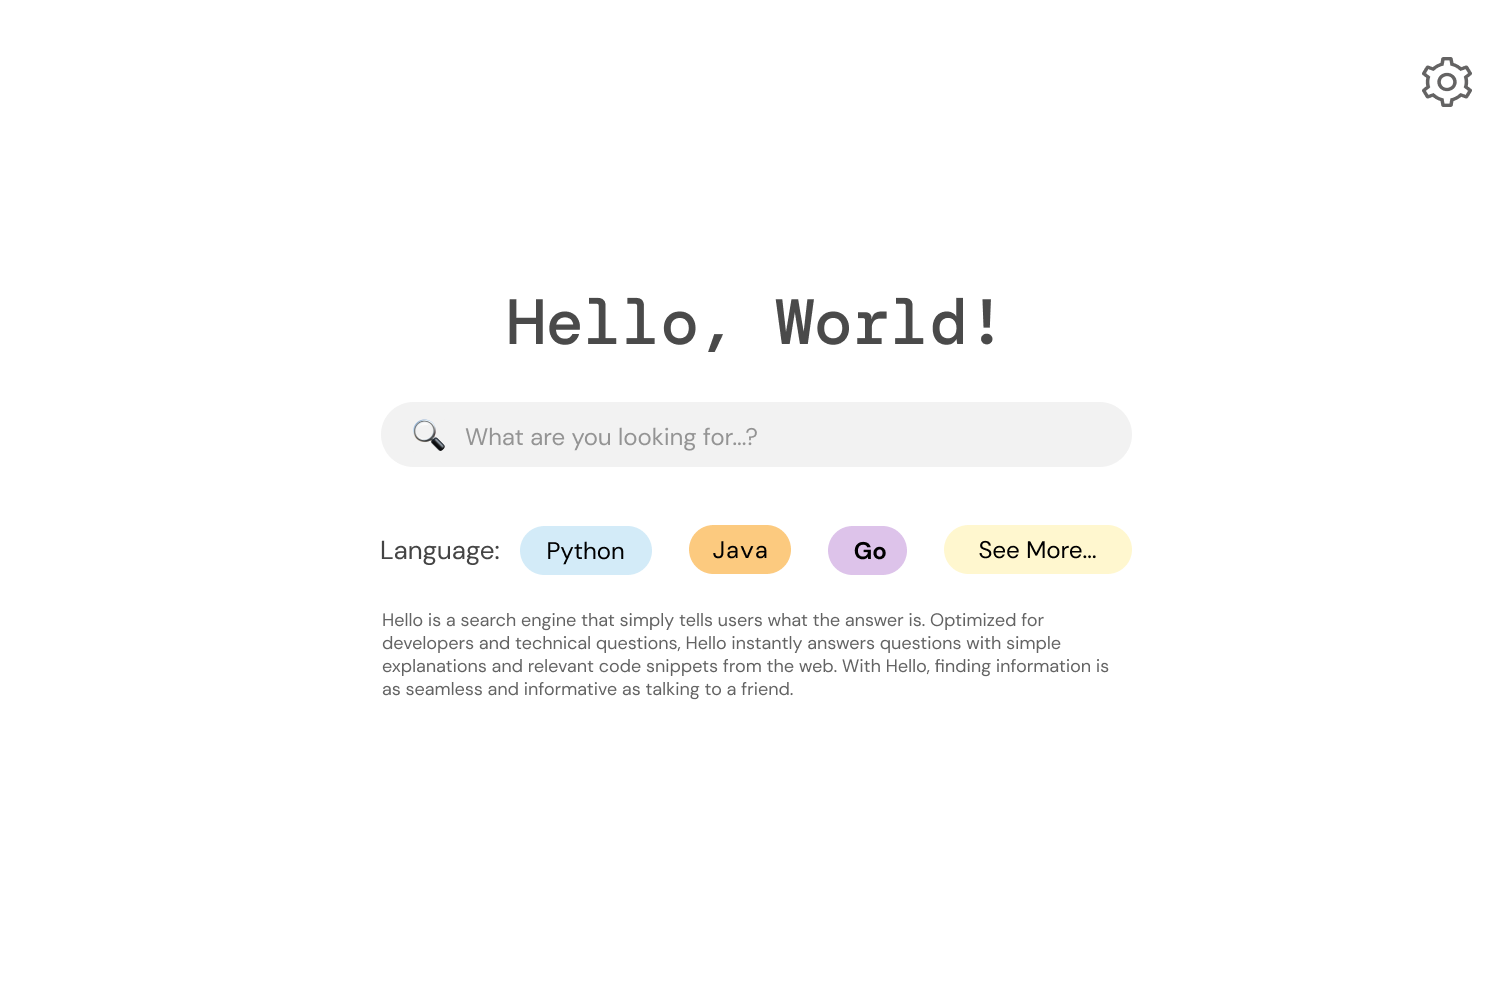 Hello, World!
What are you looking for...?
Language: Python Java Go See More...
Hello is a search engine that simply tells users what the answer is. Optimized for
developers and technical questions, Hello instantly answers questions with simple
explanations and relevant code snippets from the web. With Hello, finding information is
as seamless and informative as talking to a friend.